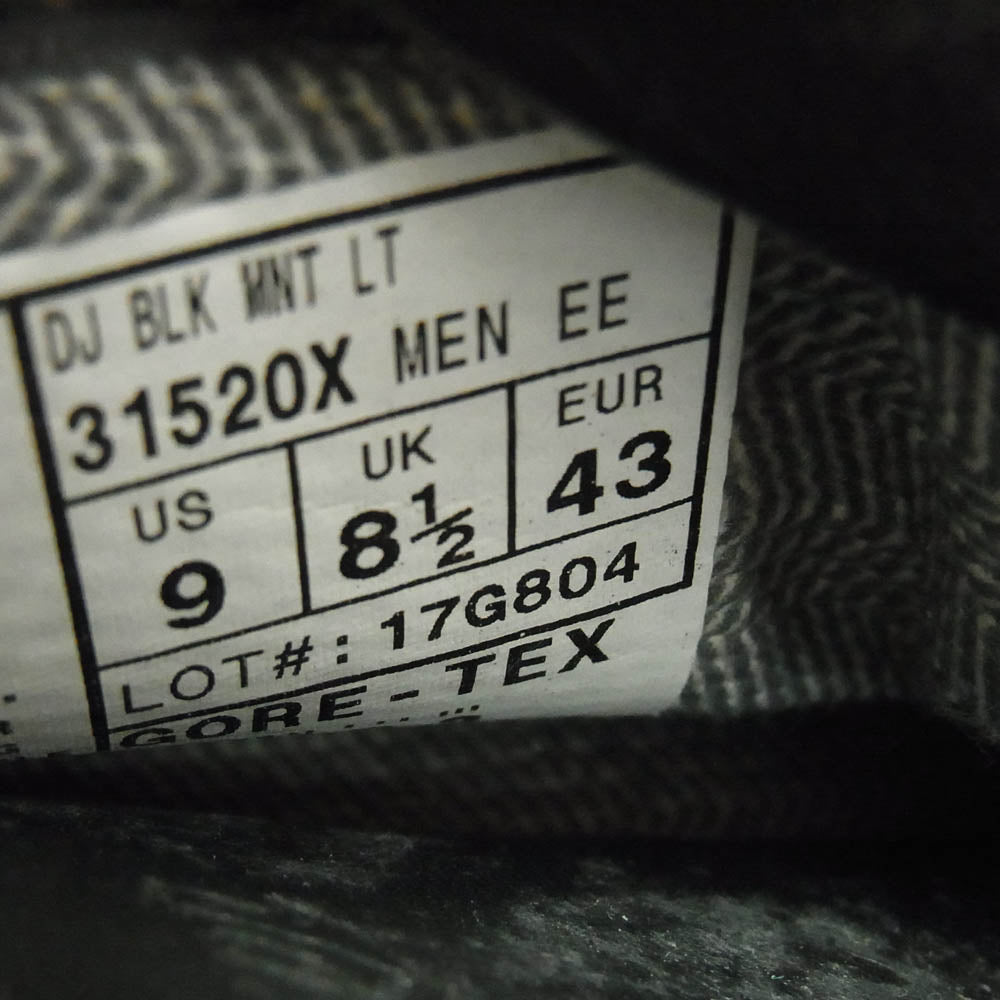 DJ BLK MNT LT
31520X MEN EE
US UK EUR
9 8½ 43
LOT#: 17G804
GORE-TEX